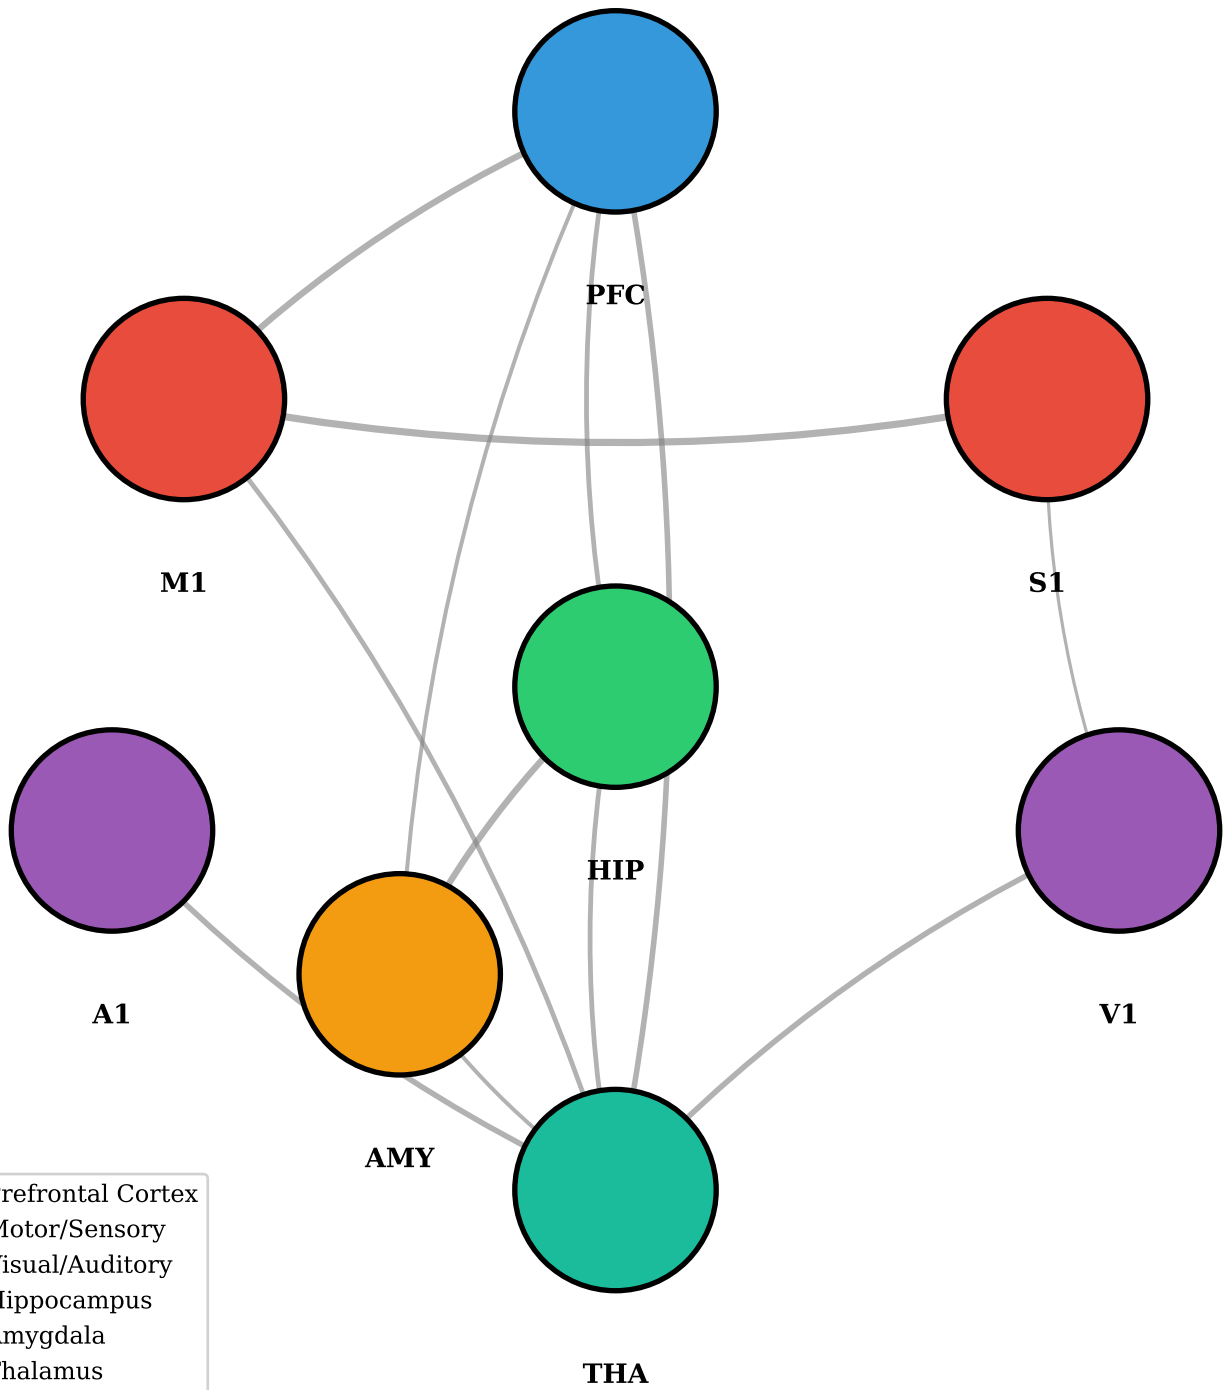 PFC
M1
S1
HIP
A1
V1
AMY
refrontal Cortex
Motor/Sensory
isual/Auditory
Hippocampus
mygdala
halamus
THA